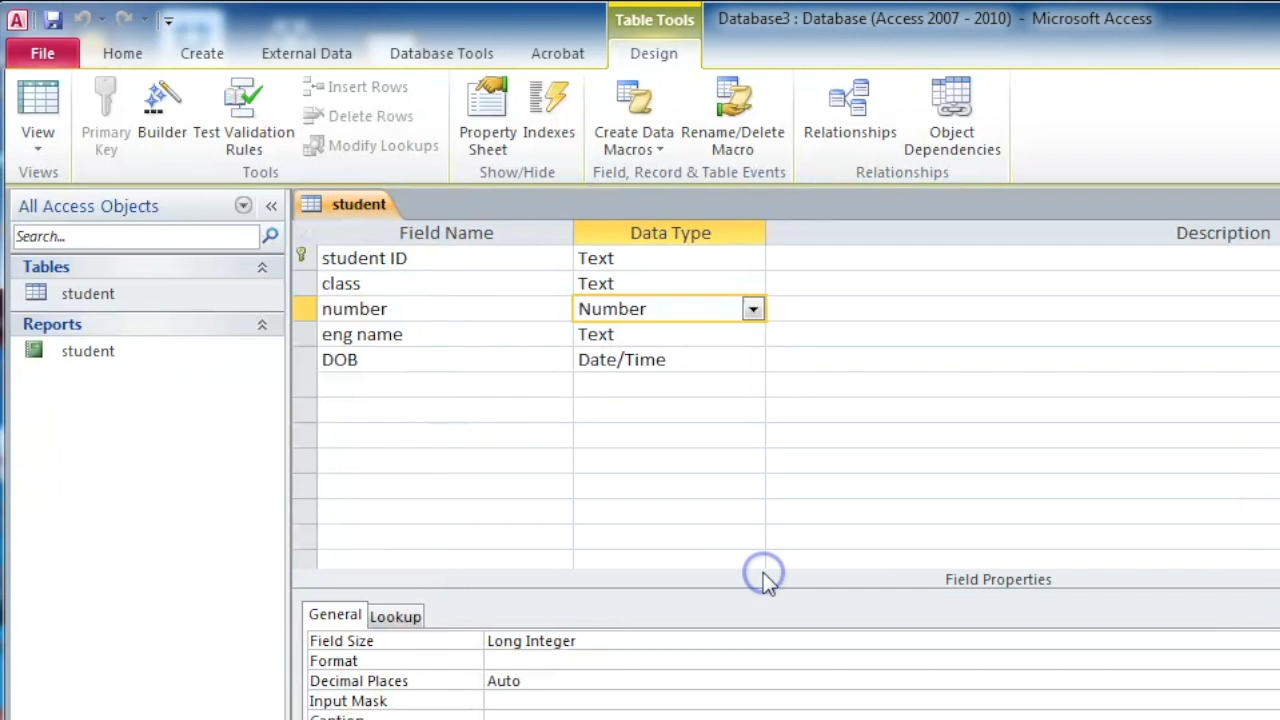 A
Table Tools
Database3 : Database (Access 2007 - 2010) - Microsoft Access
File Home Create External Data Database Tools Acrobat Design
View
Primary Key
Builder
Test Validation Rules
Insert Rows
Delete Rows
Modify Lookups
Property Sheet
Indexes
Create Data Macros
Rename/Delete Macro
Relationships
Object Dependencies
Views Tools Show/Hide Field, Record & Table Events Relationships
All Access Objects
Search...
Tables
student
Reports
student
student
Field Name Data Type Description
student ID Text
class Text
number Number
eng name Text
DOB Date/Time
Field Properties
General Lookup
Field Size Long Integer
Format
Decimal Places Auto
Input Mask
Caption